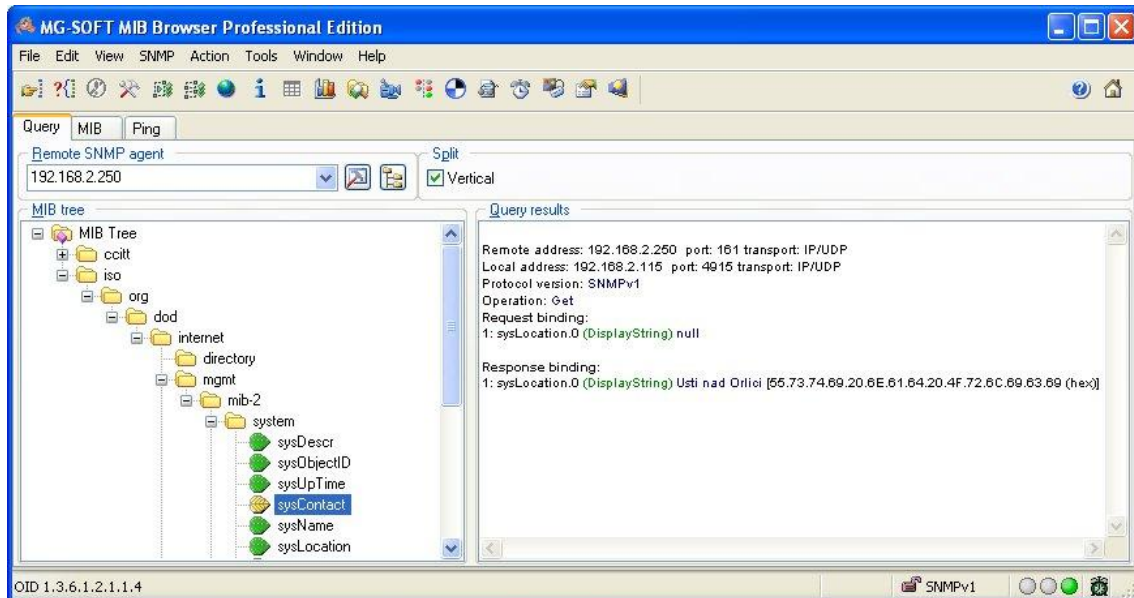 MG-SOFT MIB Browser Professional Edition
File Edit View SNMP Action Tools Window Help
Query MIB Ping
Remote SNMP agent
192.168.2.250
Split
Vertical
MIB tree
MIB Tree
ccitt
iso
org
dod
internet
directory
mgmt
mib-2
system
sysDescr
sysObjectID
sysUpTime
sysContact
sysName
sysLocation
Query results
Remote address: 192.168.2.250 port: 161 transport: IP/UDP
Local address: 192.168.2.115 port: 4915 transport: IP/UDP
Protocol version: SNMPv1
Operation: Get
Request binding:
1: sysLocation.0 (DisplayString) null
Response binding:
1: sysLocation.0 (DisplayString) Usti nad Orlici [55.73.74.69.20.6E.61.64.20.4F.72.6C.69.63.69 (hex)]
OID 1.3.6.1.2.1.1.4
SNMPv1